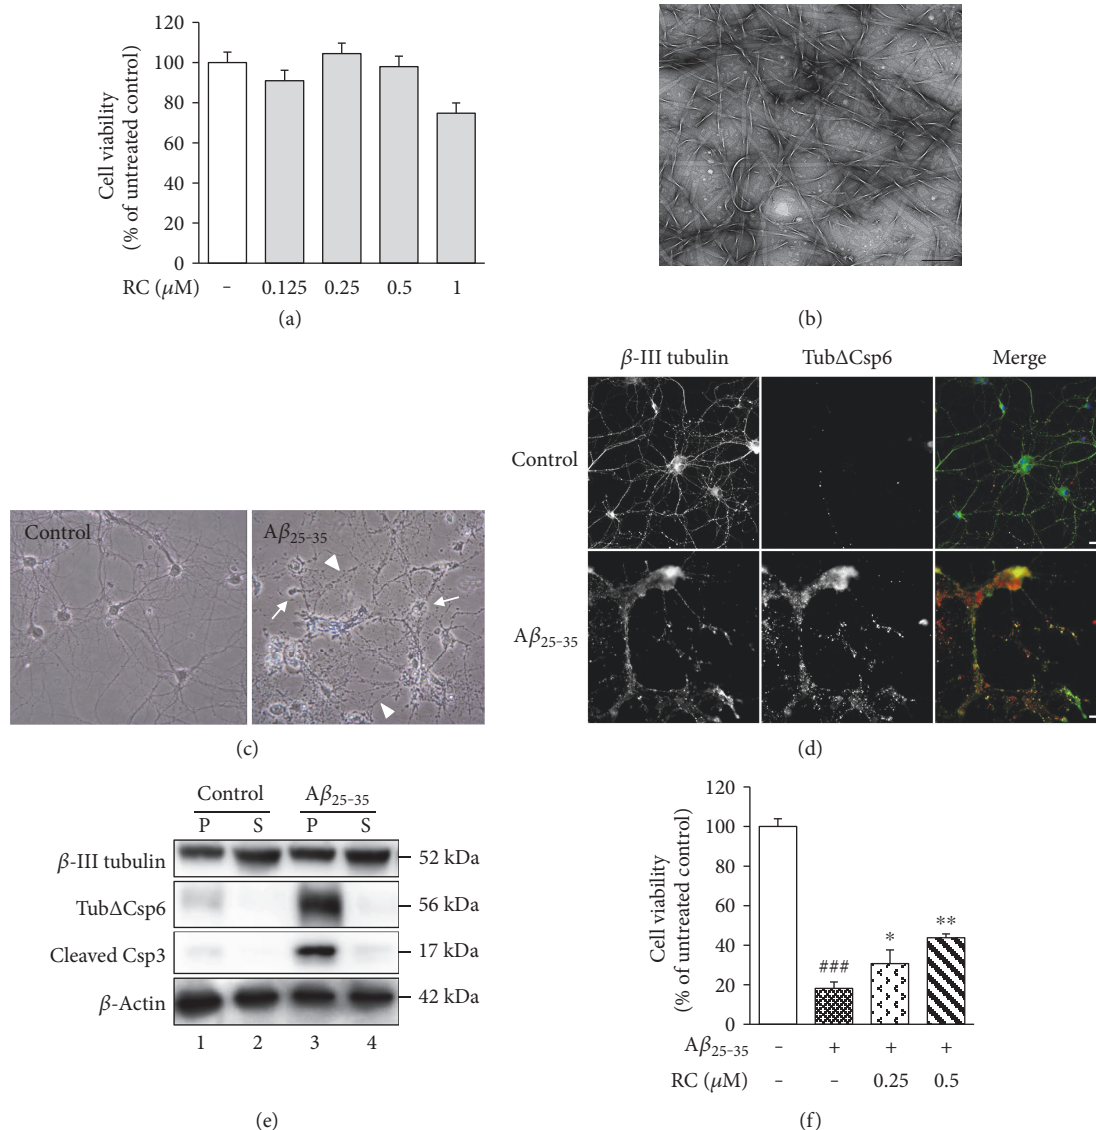 120
100
80
60
40
20
0
Cell viability
(% of untreated control)
RC (μM) - 0.125 0.25 0.5 1
(a)
(b)
Control
Aβ25-35
(c)
β-III tubulin TubΔCsp6 Merge
Control
Aβ25-35
(d)
Control Aβ25-35
P S P S
β-III tubulin 52 kDa
TubΔCsp6 56 kDa
Cleaved Csp3 17 kDa
β-Actin 42 kDa
1 2 3 4
(e)
120
100
80
60
40
20
0
Cell viability
(% of untreated control)
###
*
**
Aβ25-35 - + + +
RC (μM) - - 0.25 0.5
(f)